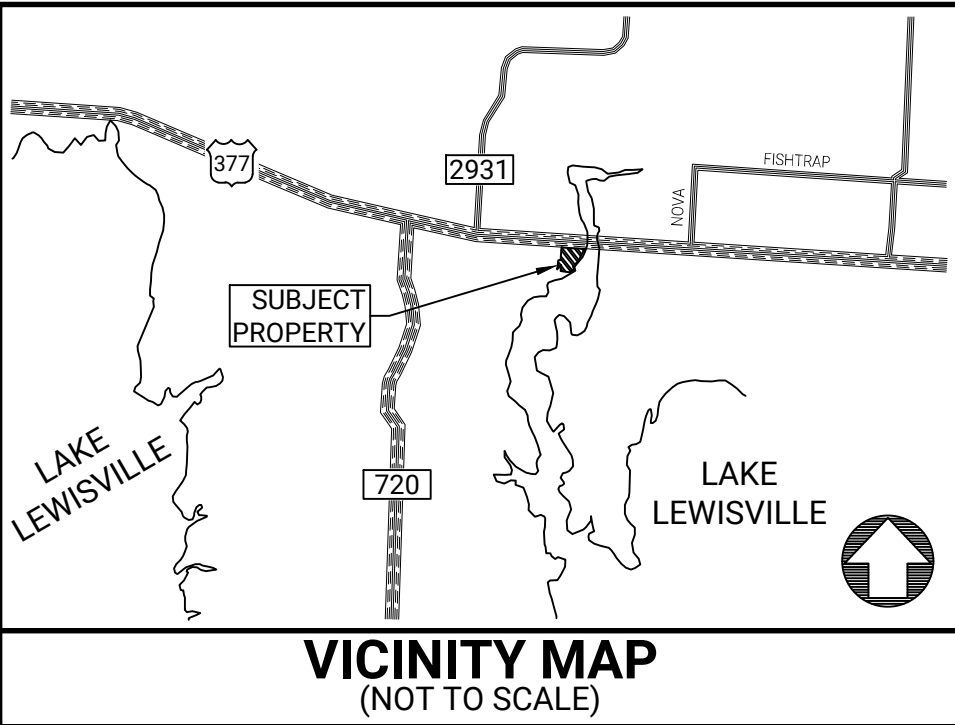 377
2931
FISHTRAP
NOVA
SUBJECT
PROPERTY
LAKE
LEWISVILLE
720
LAKE
LEWISVILLE
VICINITY MAP
(NOT TO SCALE)